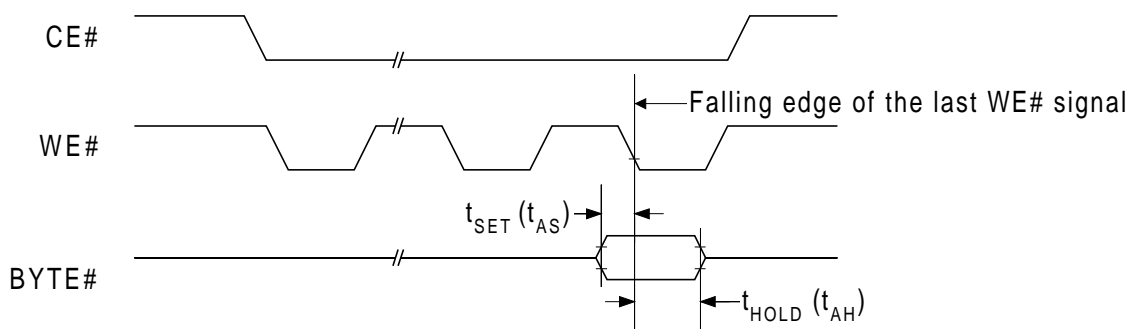 CE#
Falling edge of the last WE# signal
WE#
tSET (tAS)
BYTE#
tHOLD (tAH)